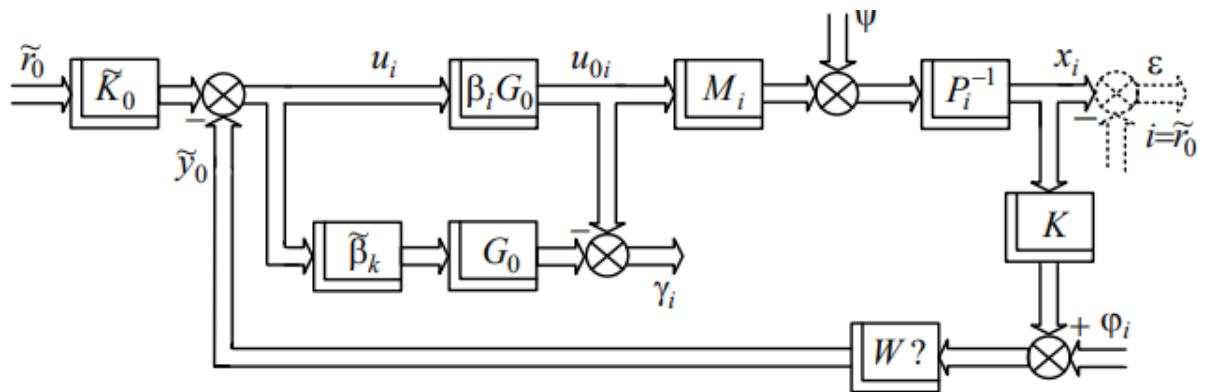 ψ
r̃₀
K̃₀
uᵢ
βᵢG₀
u₀ᵢ
Mᵢ
Pᵢ⁻¹
xᵢ
ε
−
−
i=r̃₀
ỹ₀
β̃ₖ
G₀
−
γᵢ
K
+ φᵢ
W ?